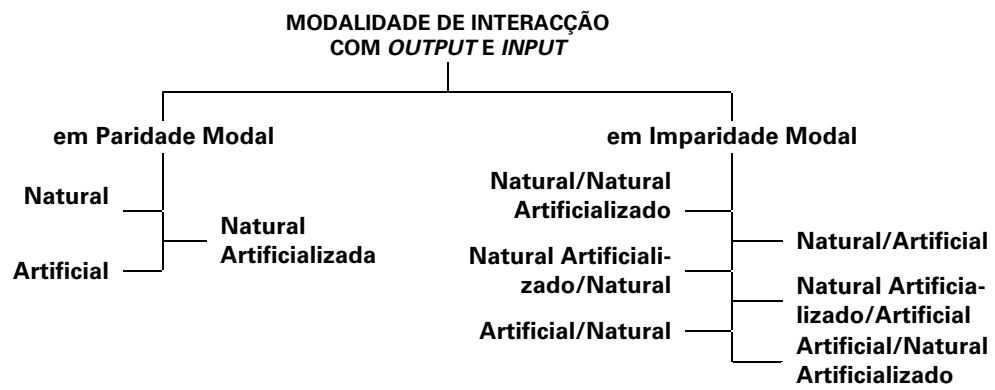 MODALIDADE DE INTERACÇÃO
COM OUTPUT E INPUT
em Paridade Modal
Natural
Natural
Artificializada
Artificial
em Imparidade Modal
Natural/Natural
Artificializado
Natural/Artificial
Natural Artificiali-
zado/Natural
Natural Artificia-
lizado/Artificial
Artificial/Natural
Artificial/Natural
Artificializado